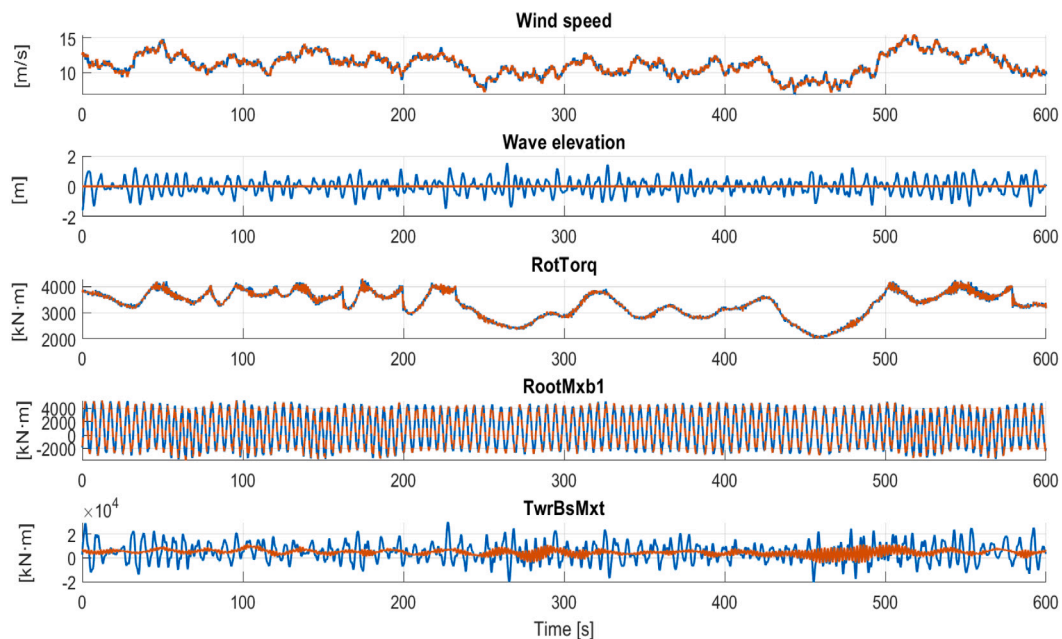 Wind speed
15
10
[m/s]
0 100 200 300 400 500 600
Wave elevation
2
0
-2
[m]
0 100 200 300 400 500 600
RotTorq
4000
3000
2000
[kN·m]
0 100 200 300 400 500 600
RootMxb1
4000
2000
0
-2000
[kN·m]
0 100 200 300 400 500 600
TwrBsMxt
×10⁴
2
0
-2
[kN·m]
0 100 200 300 400 500 600
Time [s]